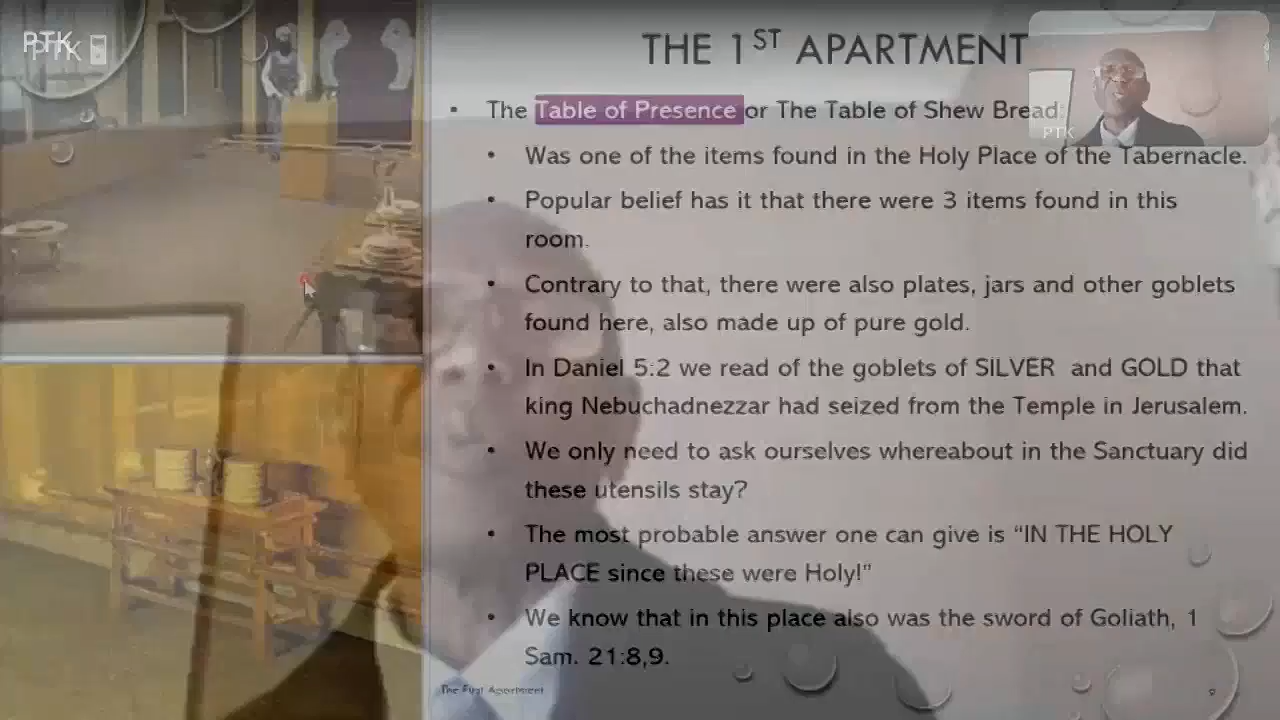 PTK
PTK
THE 1ST APARTMENT
PTK
• The Table of Presence or The Table of Shew Bread:
• Was one of the items found in the Holy Place of the Tabernacle.
• Popular belief has it that there were 3 items found in this
room.
• Contrary to that, there were also plates, jars and other goblets
found here, also made up of pure gold.
• In Daniel 5:2 we read of the goblets of SILVER and GOLD that
king Nebuchadnezzar had seized from the Temple in Jerusalem.
• We only need to ask ourselves whereabout in the Sanctuary did
these utensils stay?
• The most probable answer one can give is “IN THE HOLY
PLACE since these were Holy!”
• We know that in this place also was the sword of Goliath, 1
Sam. 21:8,9.
The First Apartment
9